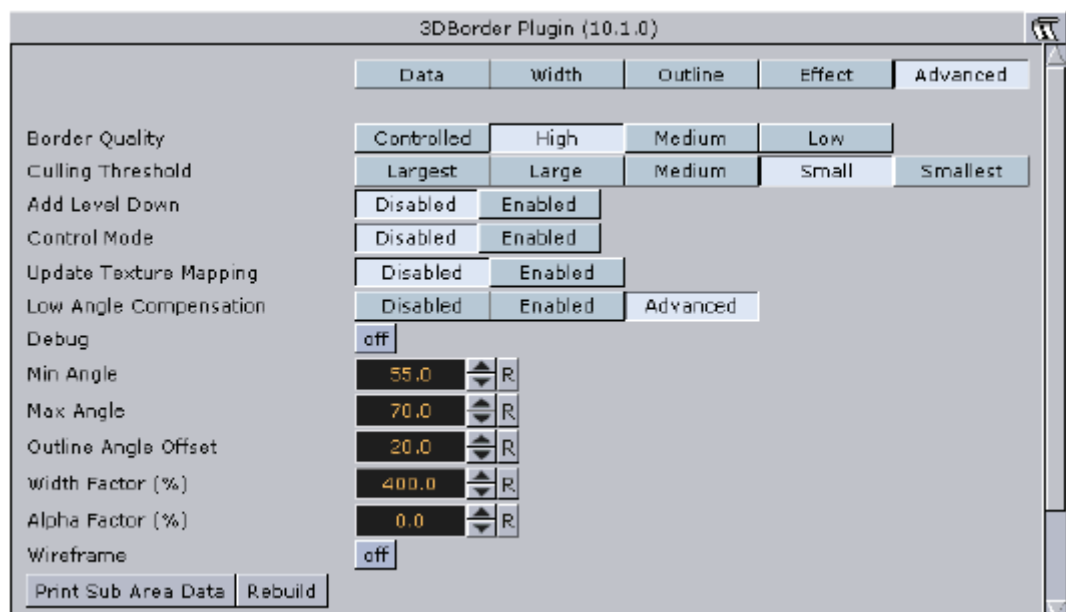 3DBorder Plugin (10.1.0)
Data Width Outline Effect Advanced
Border Quality Controlled High Medium Low
Culling Threshold Largest Large Medium Small Smallest
Add Level Down Disabled Enabled
Control Mode Disabled Enabled
Update Texture Mapping Disabled Enabled
Low Angle Compensation Disabled Enabled Advanced
Debug off
Min Angle 55.0 R
Max Angle 70.0 R
Outline Angle Offset 20.0 R
Width Factor (%) 400.0 R
Alpha Factor (%) 0.0 R
Wireframe off
Print Sub Area Data Rebuild